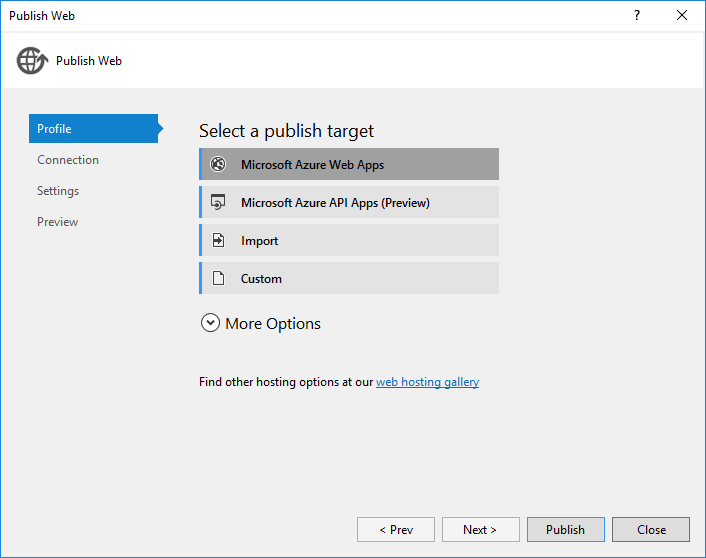 Publish Web
?
Publish Web
Profile
Connection
Settings
Preview
Select a publish target
Microsoft Azure Web Apps
Microsoft Azure API Apps (Preview)
Import
Custom
More Options
Find other hosting options at our web hosting gallery
< Prev
Next >
Publish
Close